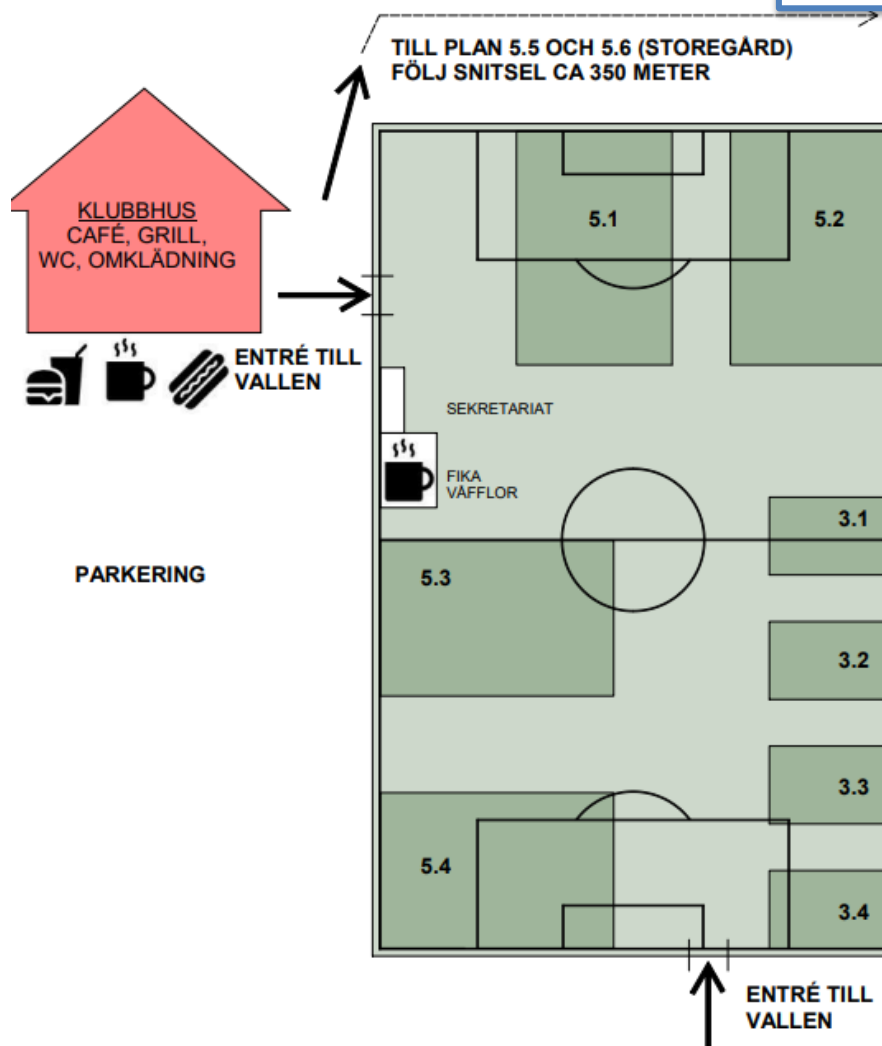 TILL PLAN 5.5 OCH 5.6 (STOREGÅRD)
FÖLJ SNITSEL CA 350 METER
KLUBBHUS
CAFÉ, GRILL,
WC, OMKLÄDNING
ENTRÉ TILL
VALLEN
5.1
5.2
SEKRETARIAT
FIKA
VÅFFLOR
3.1
PARKERING
5.3
3.2
3.3
5.4
3.4
ENTRÉ TILL
VALLEN